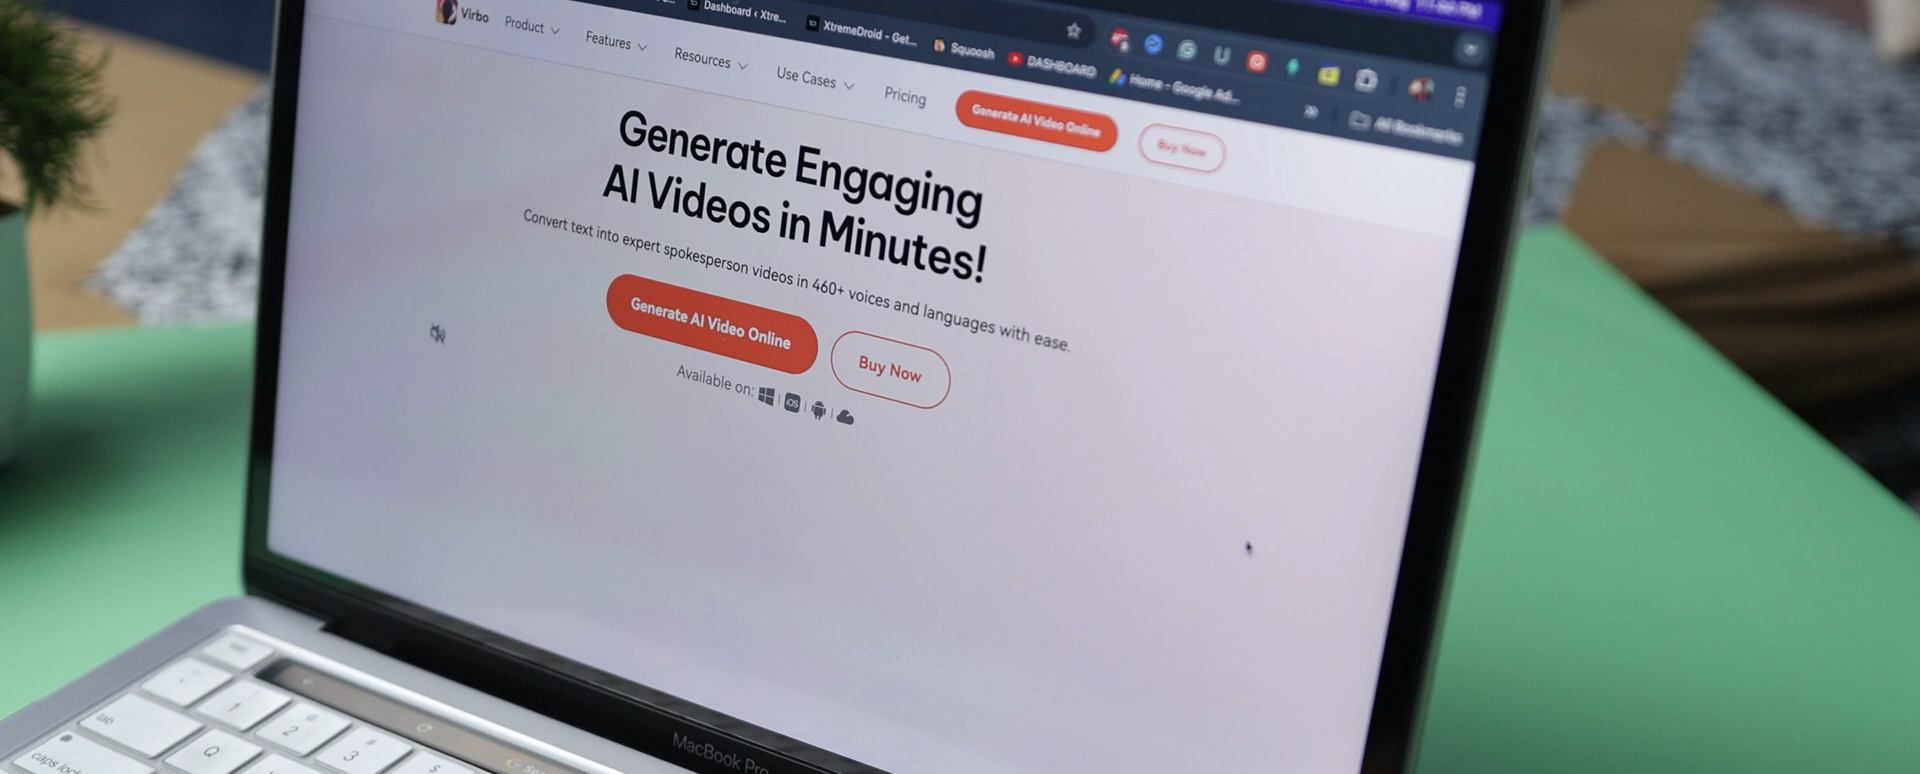 Dashboard ‹ Xtre...
XtremeDroid - Get...
Squoosh
DASHBOARD
Home - Google Ad...
All Bookmarks
Virbo
Product
Features
Resources
Use Cases
Pricing
Generate AI Video Online
Buy Now
Generate Engaging
AI Videos in Minutes!
Convert text into expert spokesperson videos in 460+ voices and languages with ease.
Generate AI Video Online
Buy Now
Available on:
iOS
MacBook Pro
tab
caps lock
1
@
2
#
3
$
Q